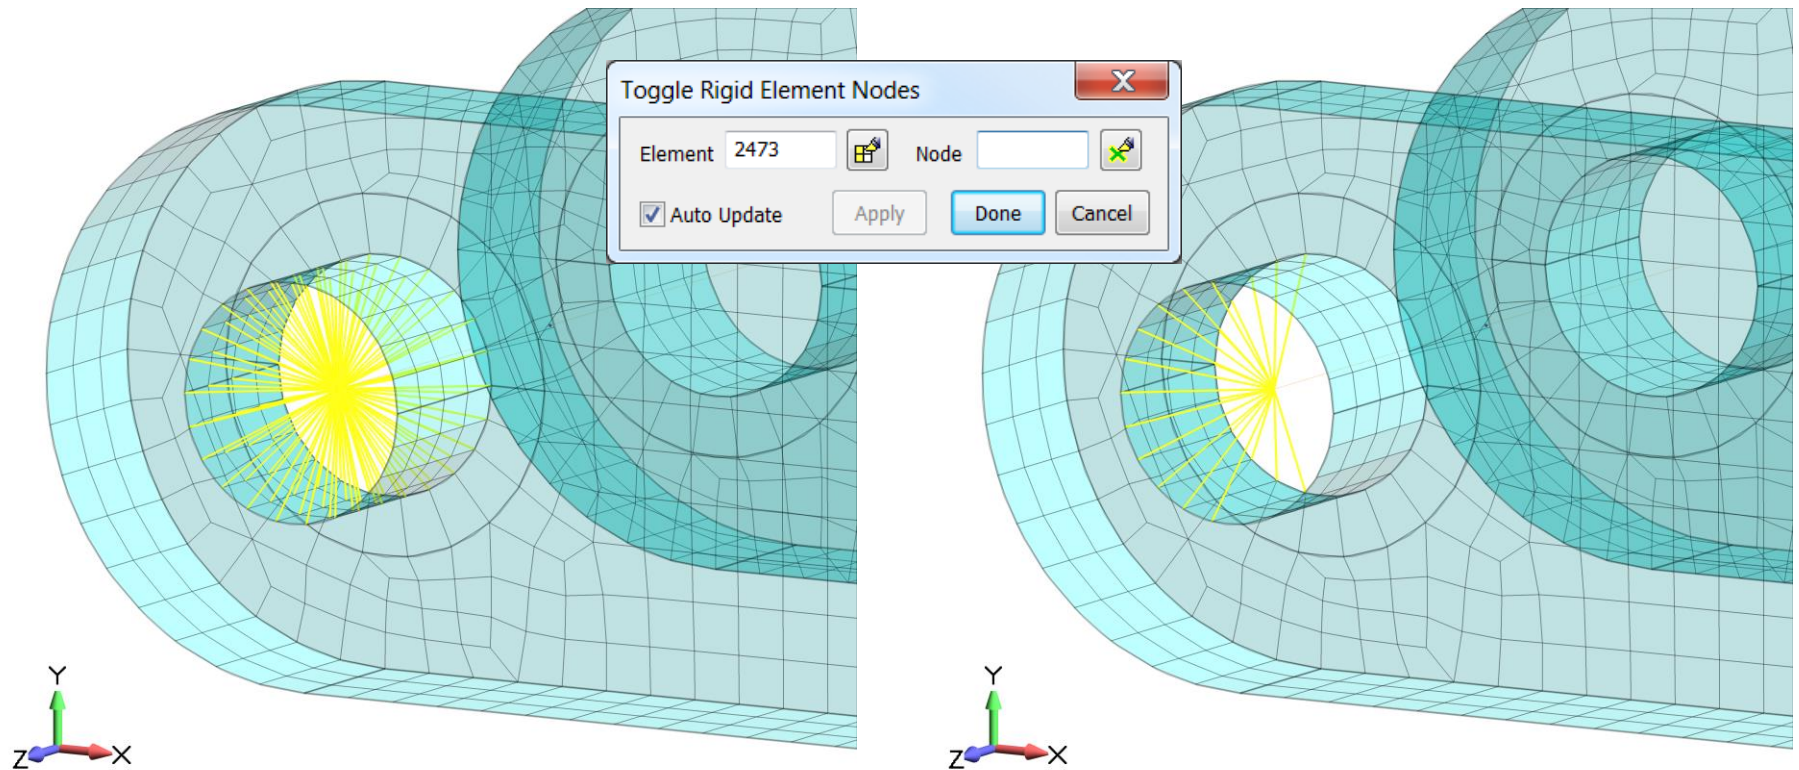 Toggle Rigid Element Nodes
X
Element 2473 Node
Auto Update Apply Done Cancel
Y
Z X
Y
Z X